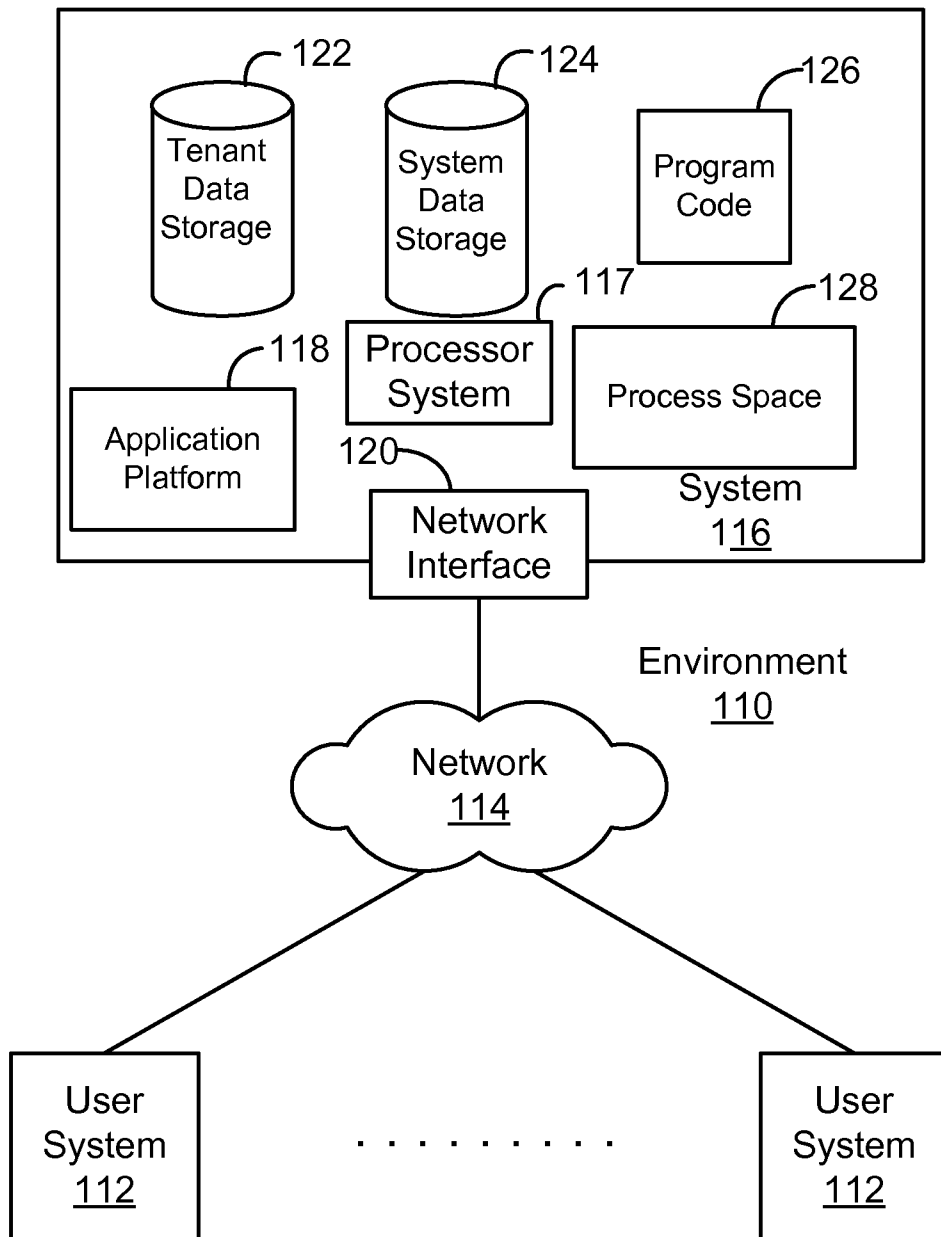 122
124
126
Tenant
Data
Storage
System
Data
Storage
Program
Code
117
128
118
Processor
System
Process Space
Application
Platform
120
System
116
Network
Interface
Environment
110
Network
114
User
System
112
. . . . . . . . .
User
System
112